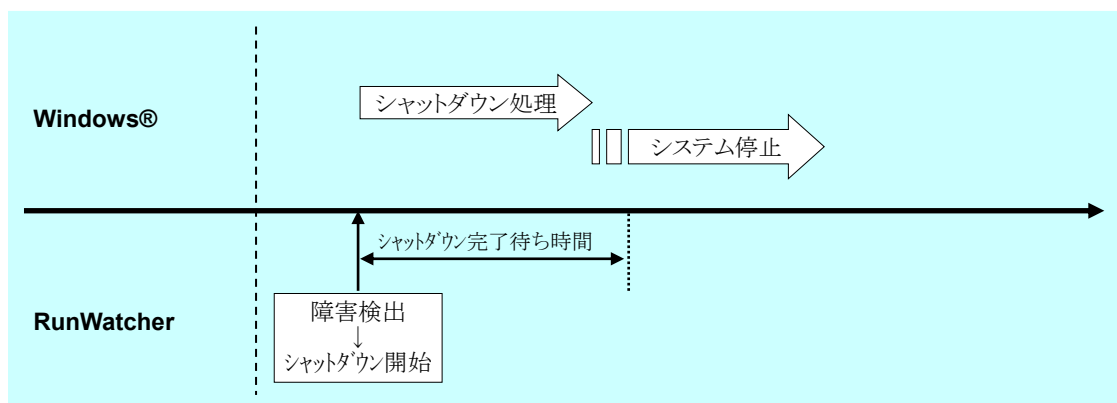 Windows®
シャットダウン処理
システム停止
シャットダウン完了待ち時間
RunWatcher
障害検出
↓
シャットダウン開始